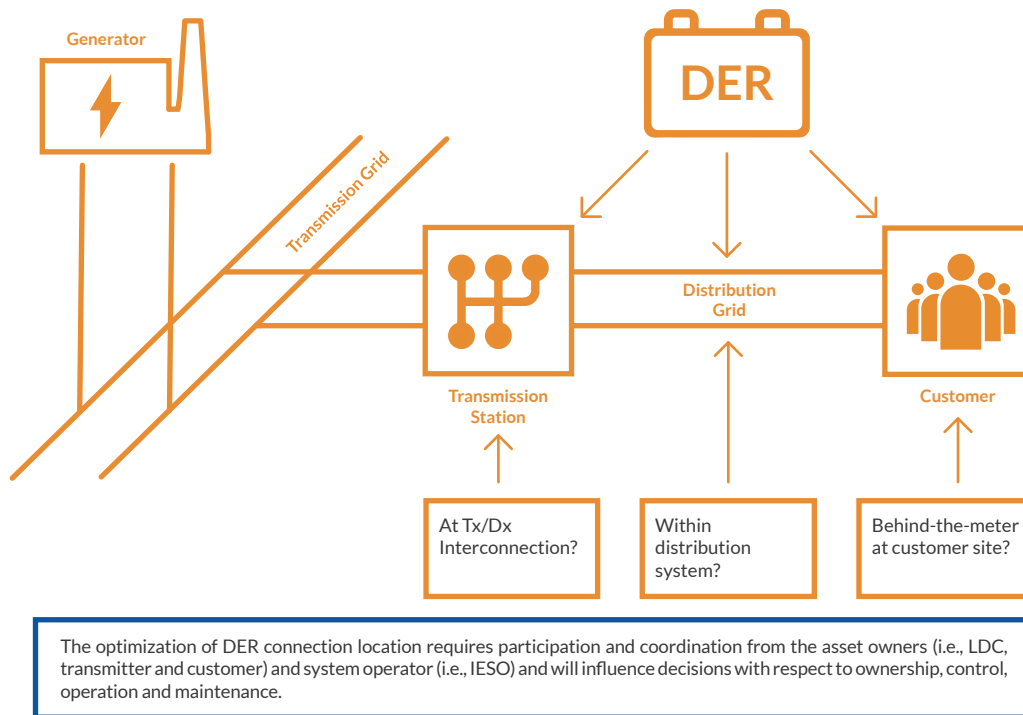 Generator
DER
Transmission Grid
Distribution
Grid
Transmission
Station
Customer
At Tx/Dx
Interconnection?
Within
distribution
system?
Behind-the-meter
at customer site?
The optimization of DER connection location requires participation and coordination from the asset owners (i.e., LDC,
transmitter and customer) and system operator (i.e., IESO) and will influence decisions with respect to ownership, control,
operation and maintenance.